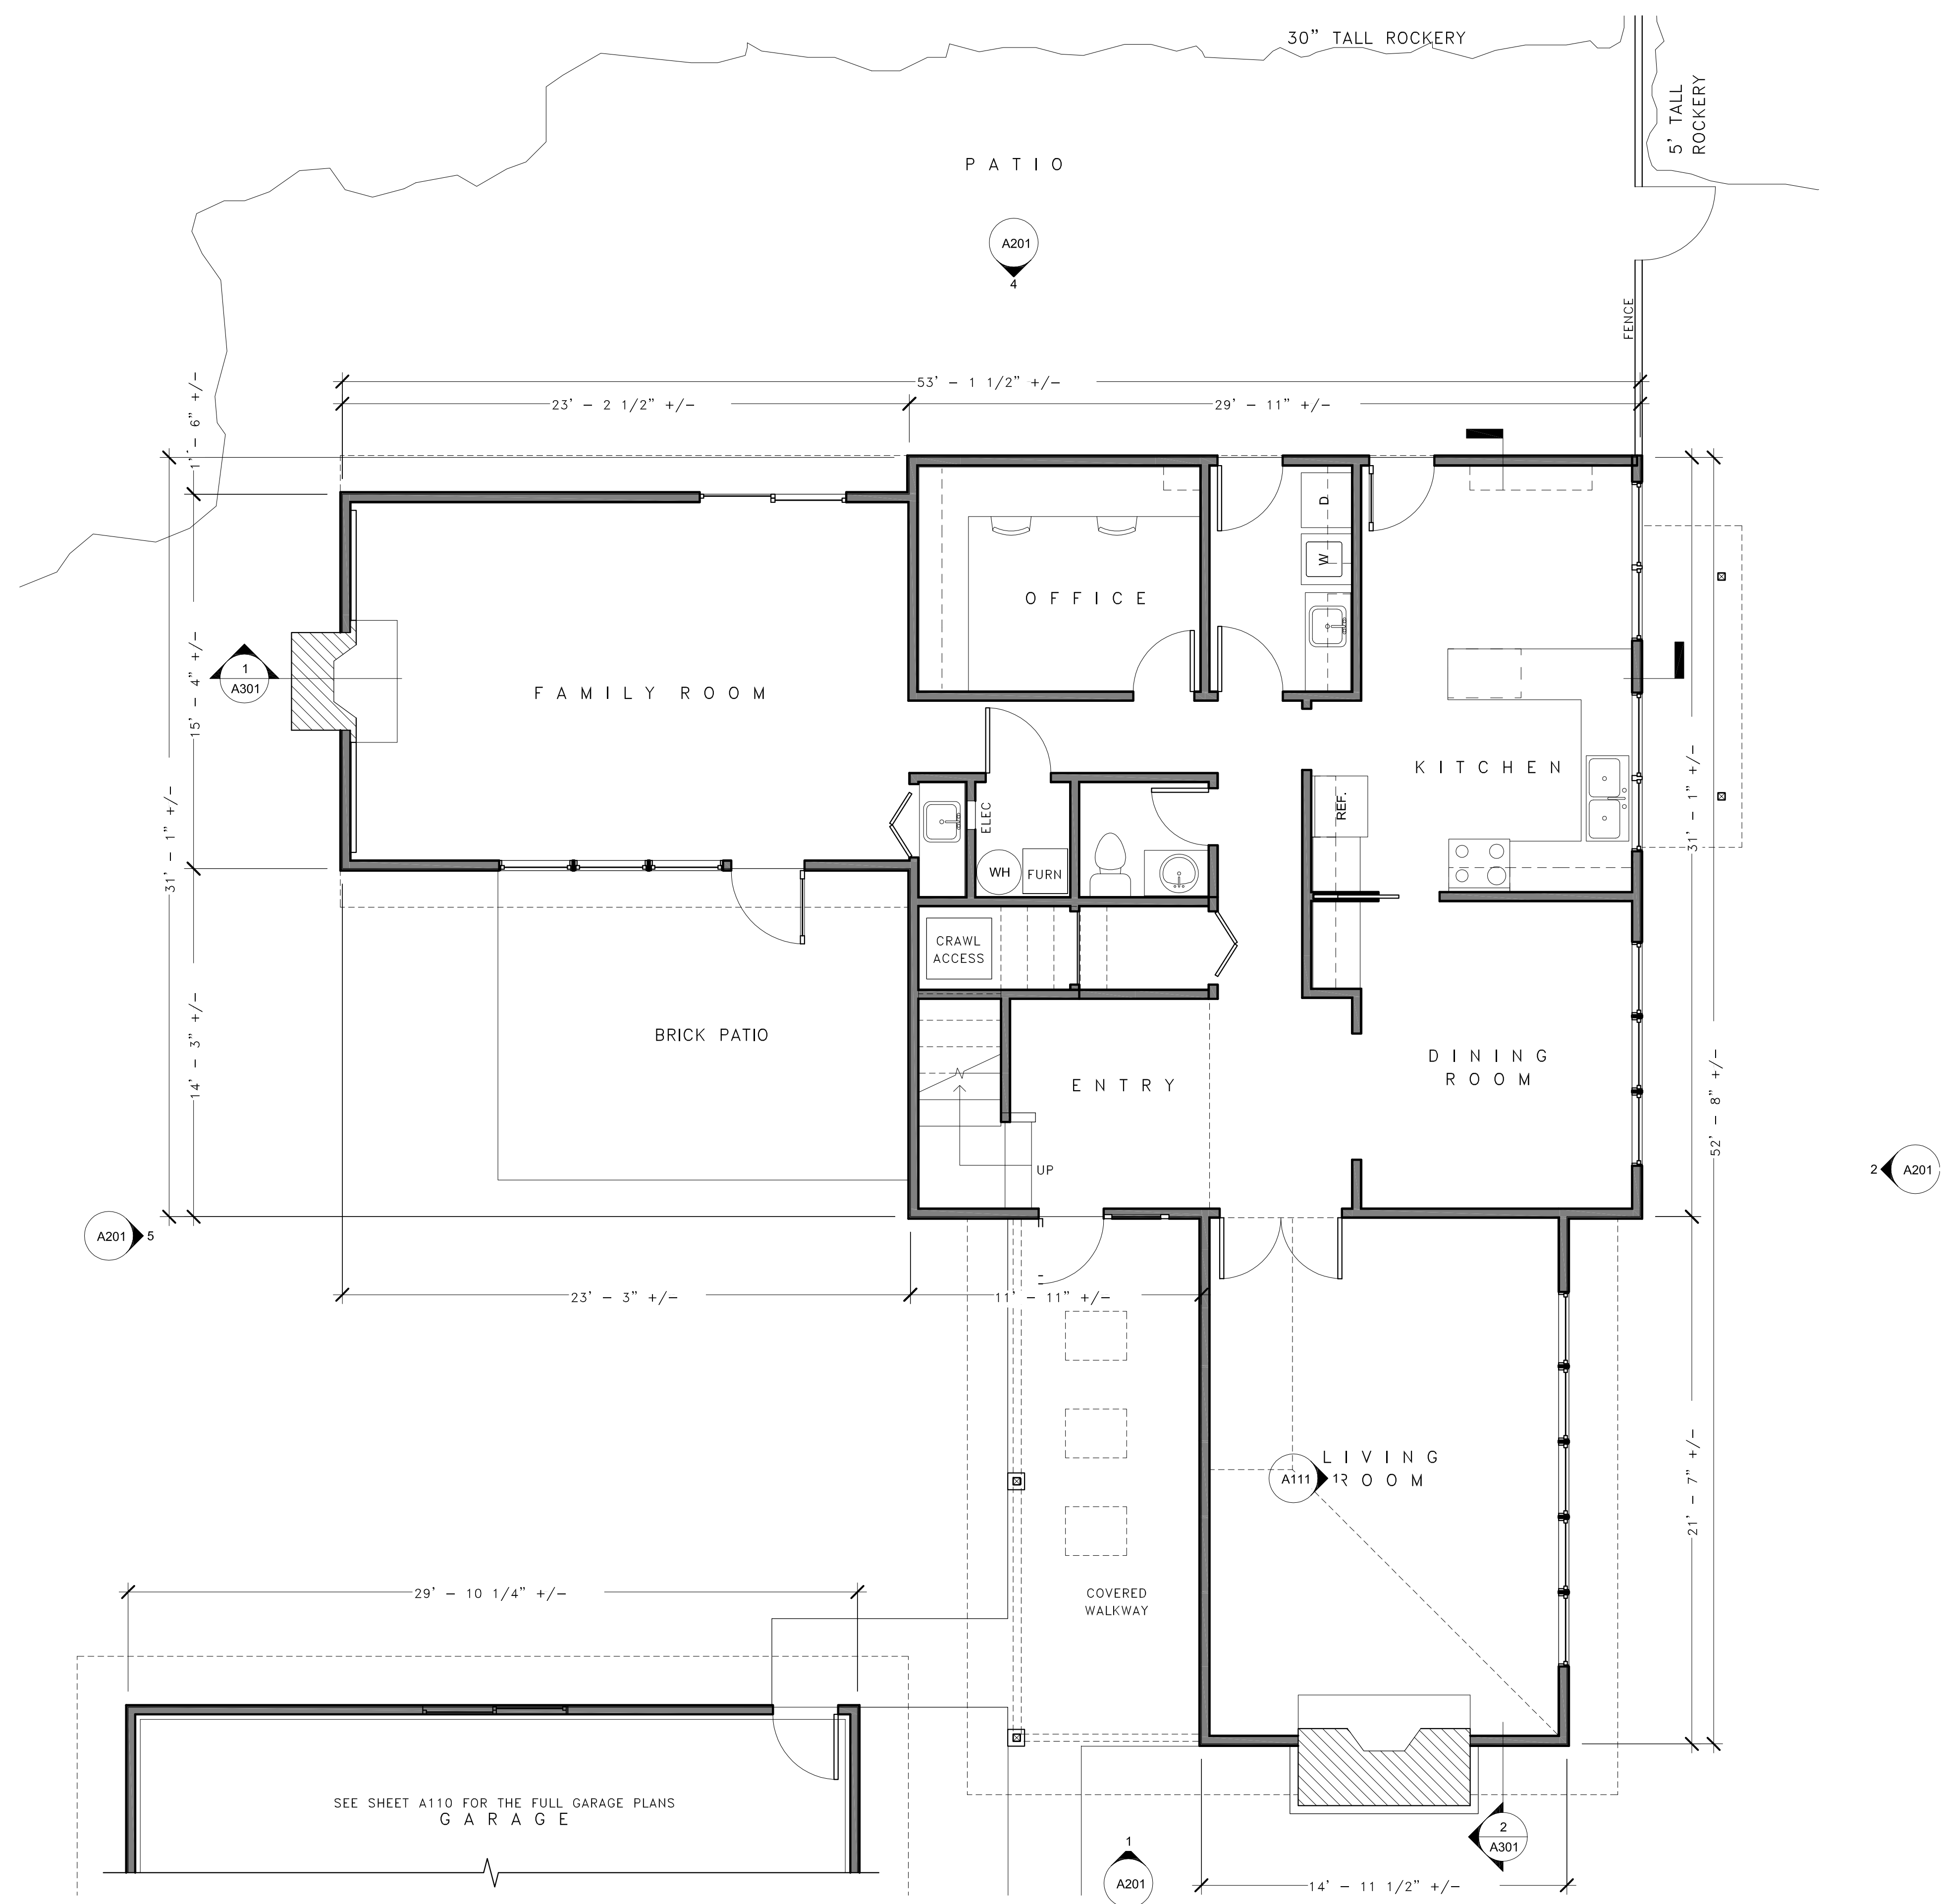 30” TALL ROCKERY
5’ TALL
ROCKERY
PATIO
A201
4
FENCE
53’ – 1 1/2” +/–
23’ – 2 1/2” +/–
29’ – 11” +/–
1’ – 6” +/–
15’ – 4” +/–
31’ – 1” +/–
14’ – 3” +/–
1
A301
FAMILY ROOM
OFFICE
D
W
KITCHEN
REF.
ELEC
WH
FURN
CRAWL
ACCESS
BRICK PATIO
ENTRY
UP
DINING
ROOM
31’ – 1” +/–
52’ – 8” +/–
21’ – 7” +/–
2
A201
A201
5
23’ – 3” +/–
11’ – 11” +/–
LIVING
ROOM
A111
1
COVERED
WALKWAY
29’ – 10 1/4” +/–
SEE SHEET A110 FOR THE FULL GARAGE PLANS
GARAGE
1
A201
2
A301
14’ – 11 1/2” +/–